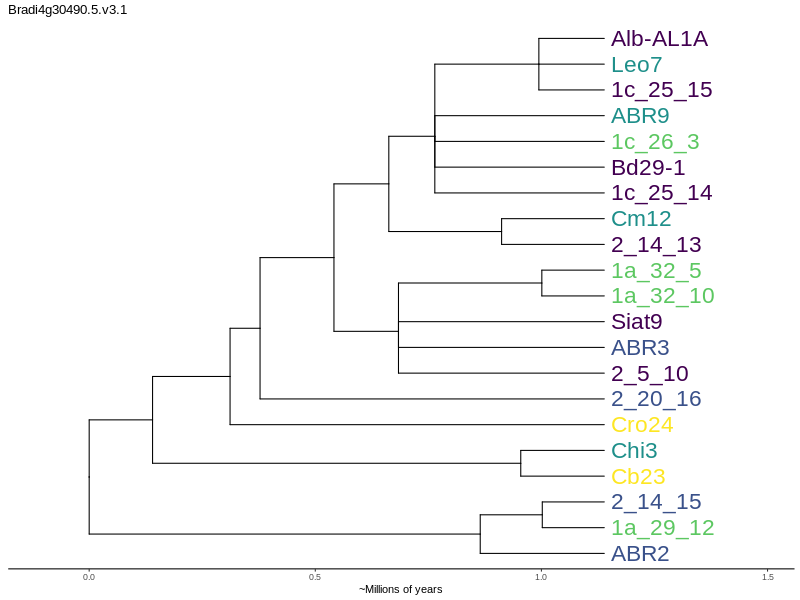 Bradi4g30490.5.v3.1
Alb-AL1A
Leo7
1c_25_15
ABR9
1c_26_3
Bd29-1
1c_25_14
Cm12
2_14_13
1a_32_5
1a_32_10
Siat9
ABR3
2_5_10
2_20_16
Cro24
Chi3
Cb23
2_14_15
1a_29_12
ABR2
0.0 0.5 1.0 1.5
~Millions of years